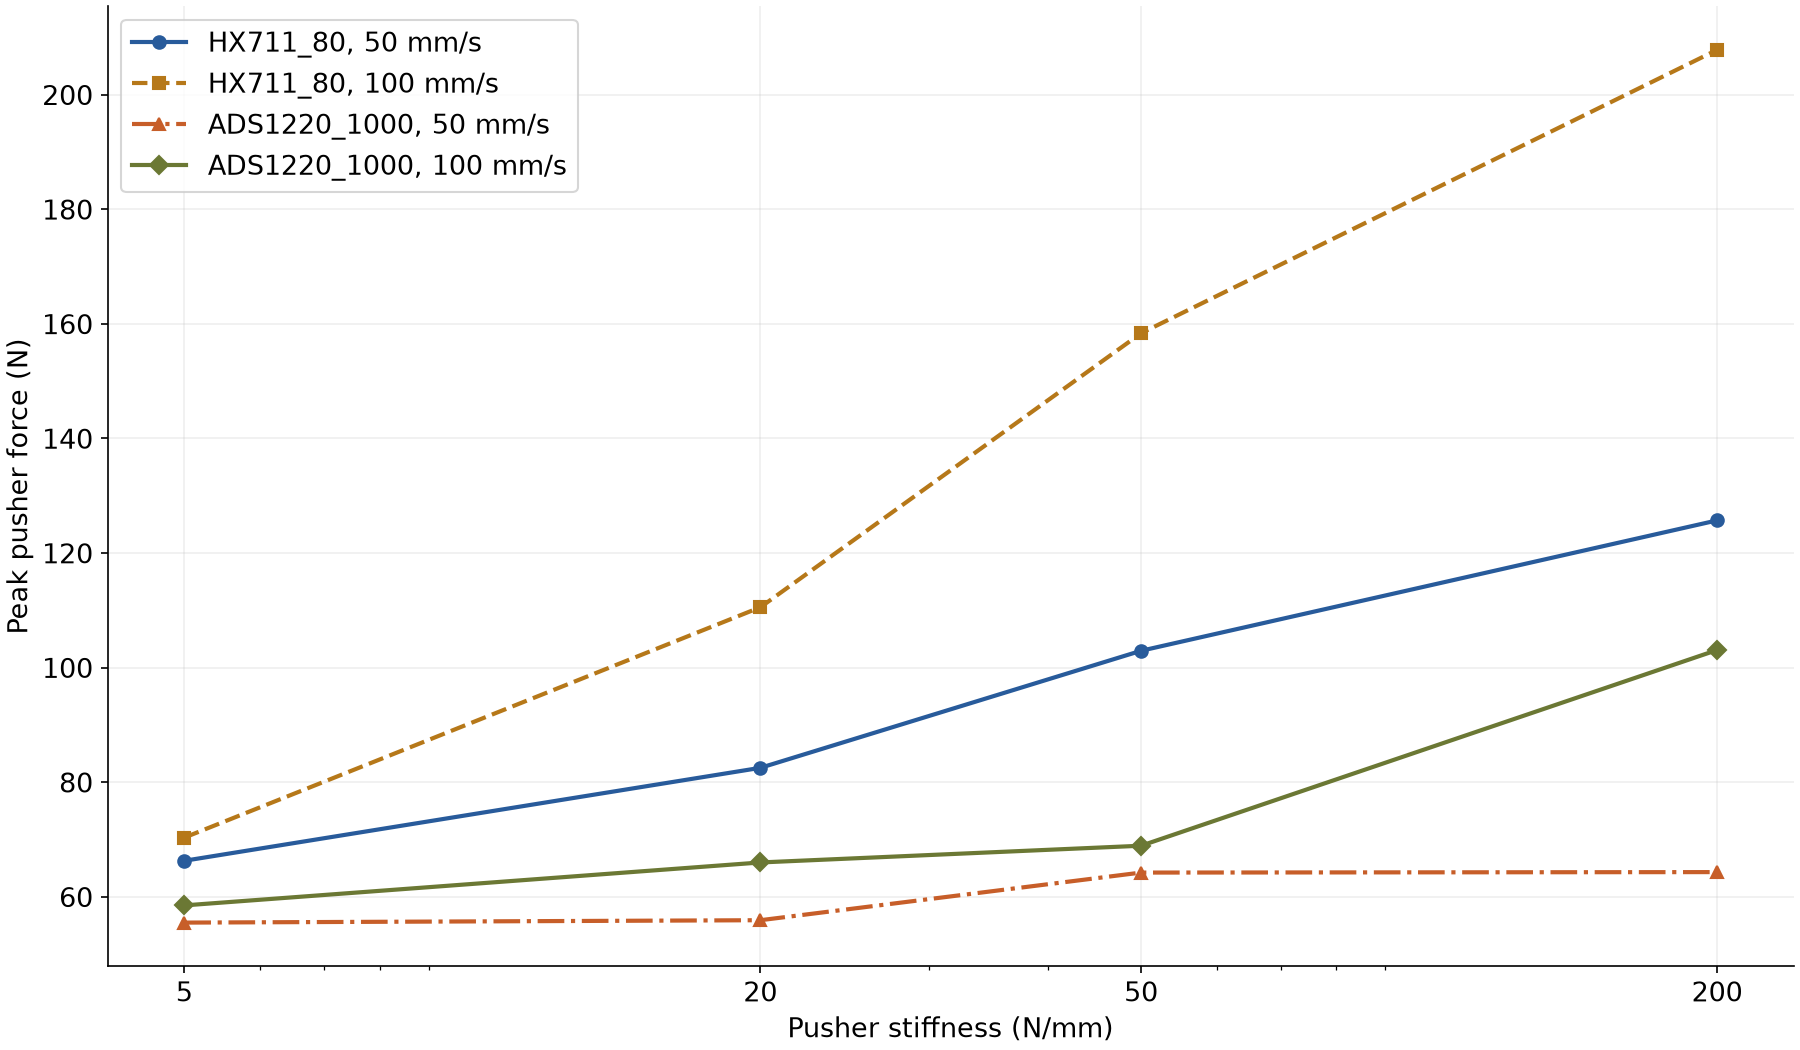 HX711_80, 50 mm/s
HX711_80, 100 mm/s
ADS1220_1000, 50 mm/s
ADS1220_1000, 100 mm/s
Peak pusher force (N)
200
180
160
140
120
100
80
60
5
20
50
200
Pusher stiffness (N/mm)